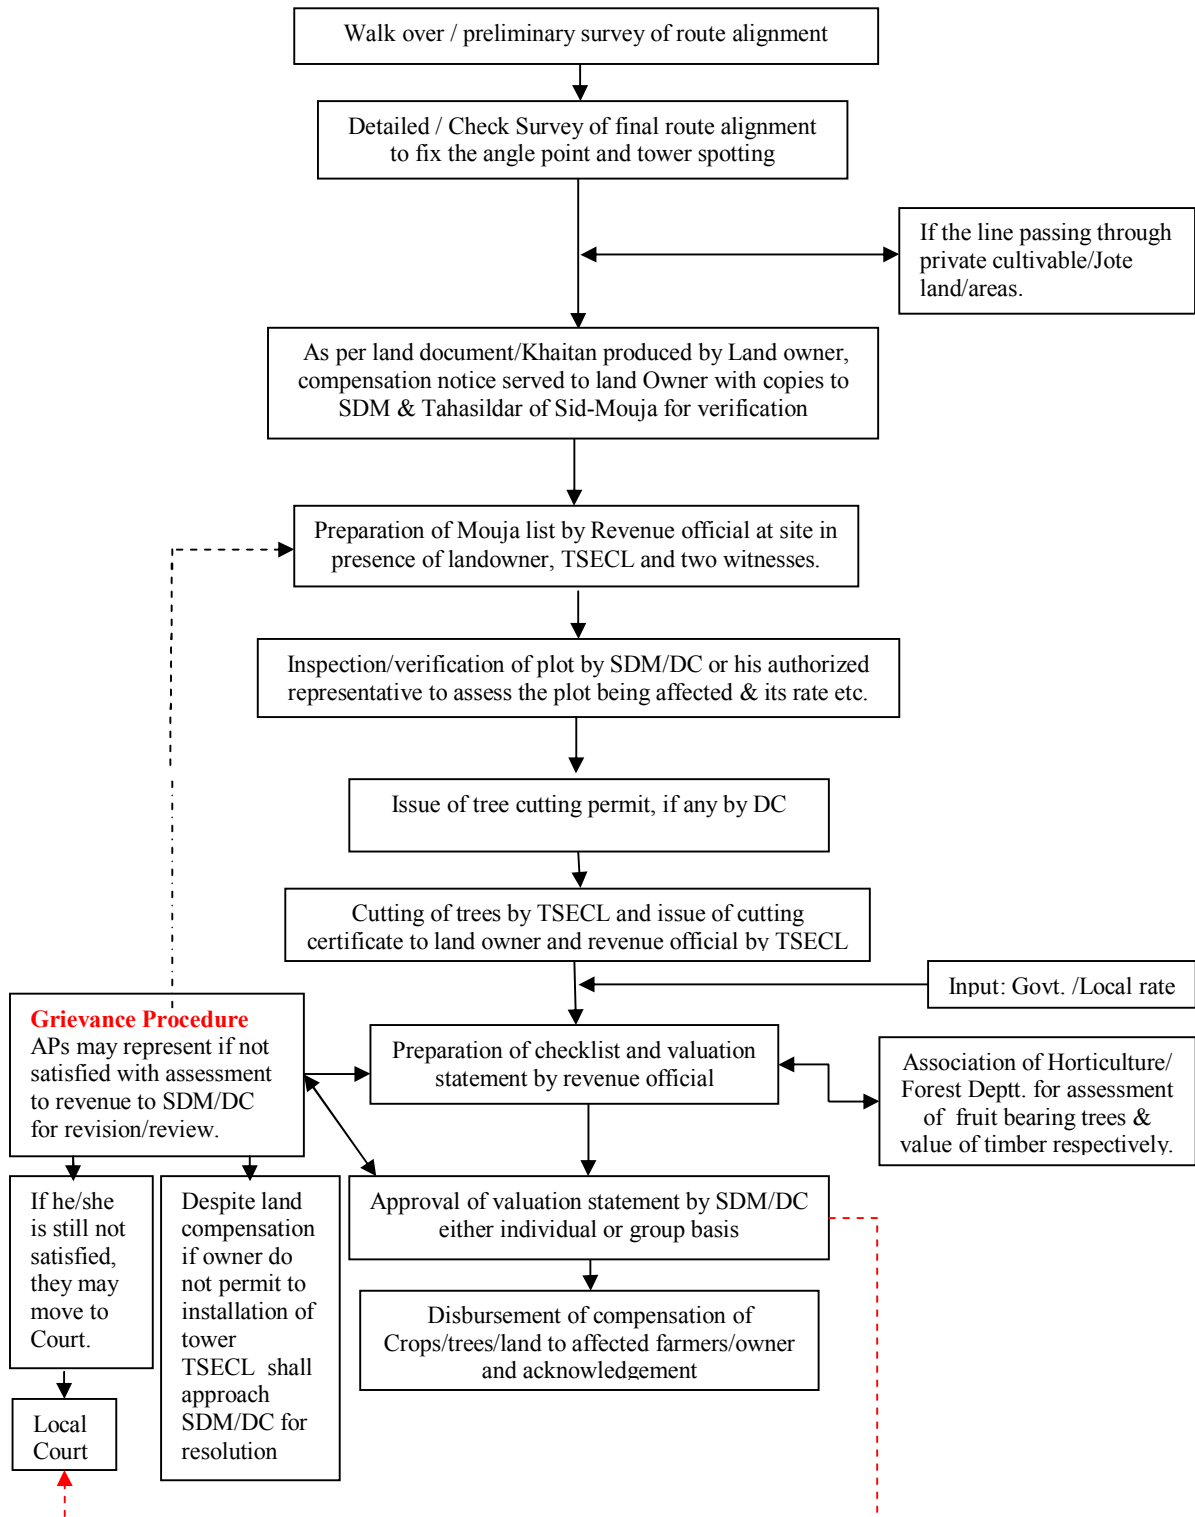 Walk over / preliminary survey of route alignment
Detailed / Check Survey of final route alignment
to fix the angle point and tower spotting
If the line passing through
private cultivable/Jote
land/areas.
As per land document/Khaitan produced by Land owner,
compensation notice served to land Owner with copies to
SDM & Tahasildar of Sid-Mouja for verification
Preparation of Mouja list by Revenue official at site in
presence of landowner, TSECL and two witnesses.
Inspection/verification of plot by SDM/DC or his authorized
representative to assess the plot being affected & its rate etc.
Issue of tree cutting permit, if any by DC
Cutting of trees by TSECL and issue of cutting
certificate to land owner and revenue official by TSECL
Input: Govt. /Local rate
Grievance Procedure
APs may represent if not
satisfied with assessment
to revenue to SDM/DC
for revision/review.
Preparation of checklist and valuation
statement by revenue official
Association of Horticulture/
Forest Deptt. for assessment
of fruit bearing trees &
value of timber respectively.
If he/she
is still not
satisfied,
they may
move to
Court.
Despite land
compensation
if owner do
not permit to
installation of
tower
TSECL shall
approach
SDM/DC for
resolution
Approval of valuation statement by SDM/DC
either individual or group basis
Disbursement of compensation of
Crops/trees/land to affected farmers/owner
and acknowledgement
Local
Court